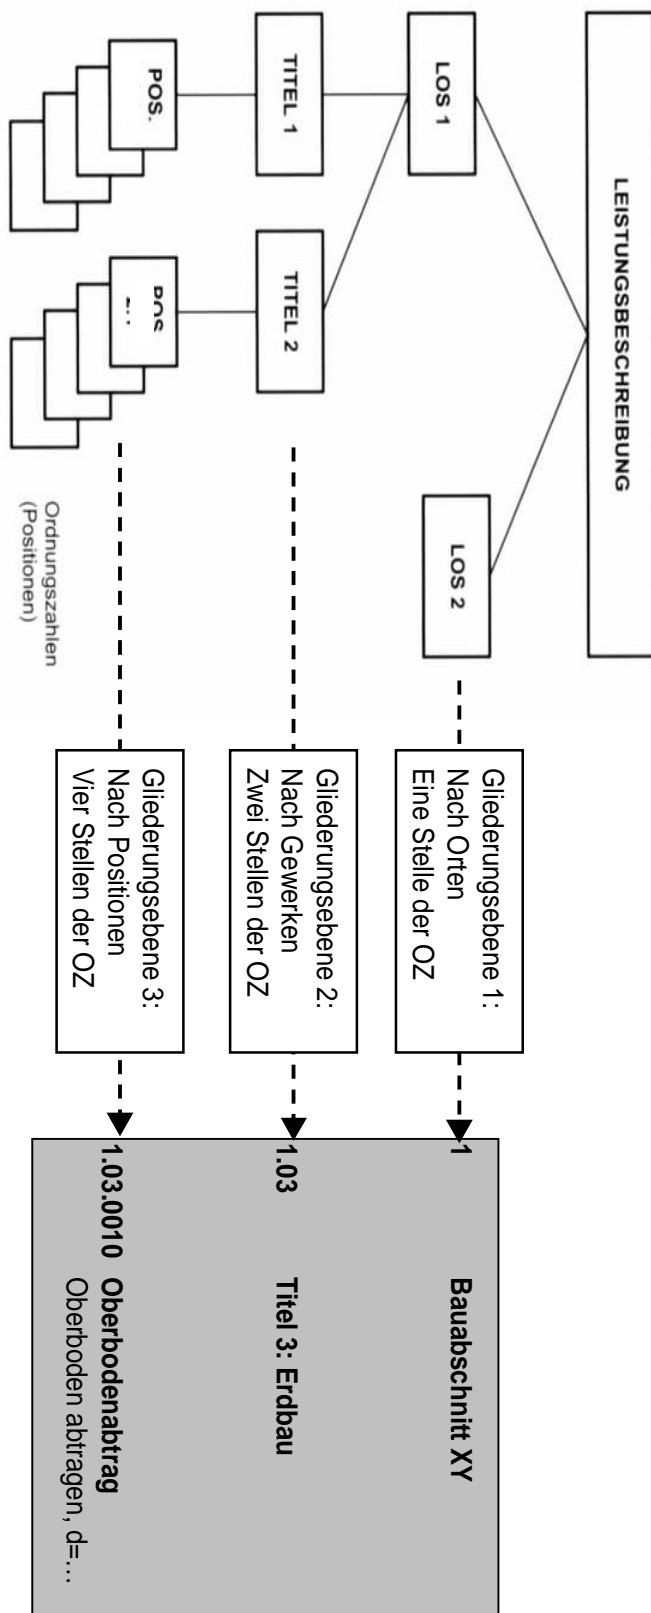 LEISTUNGSBESCHREIBUNG
LOS 1
LOS 2
TITEL 1
TITEL 2
POS.
POS
Ordnungszahlen
(Positionen)
Gliederungsebene 1:
Nach Orten
Eine Stelle der OZ
Gliederungsebene 2:
Nach Gewerken
Zwei Stellen der OZ
Gliederungsebene 3:
Nach Positionen
Vier Stellen der OZ
1 Bauabschnitt XY
1.03 Titel 3: Erdbau
1.03.0010 Oberbodenabtrag
Oberboden abtragen, d=...